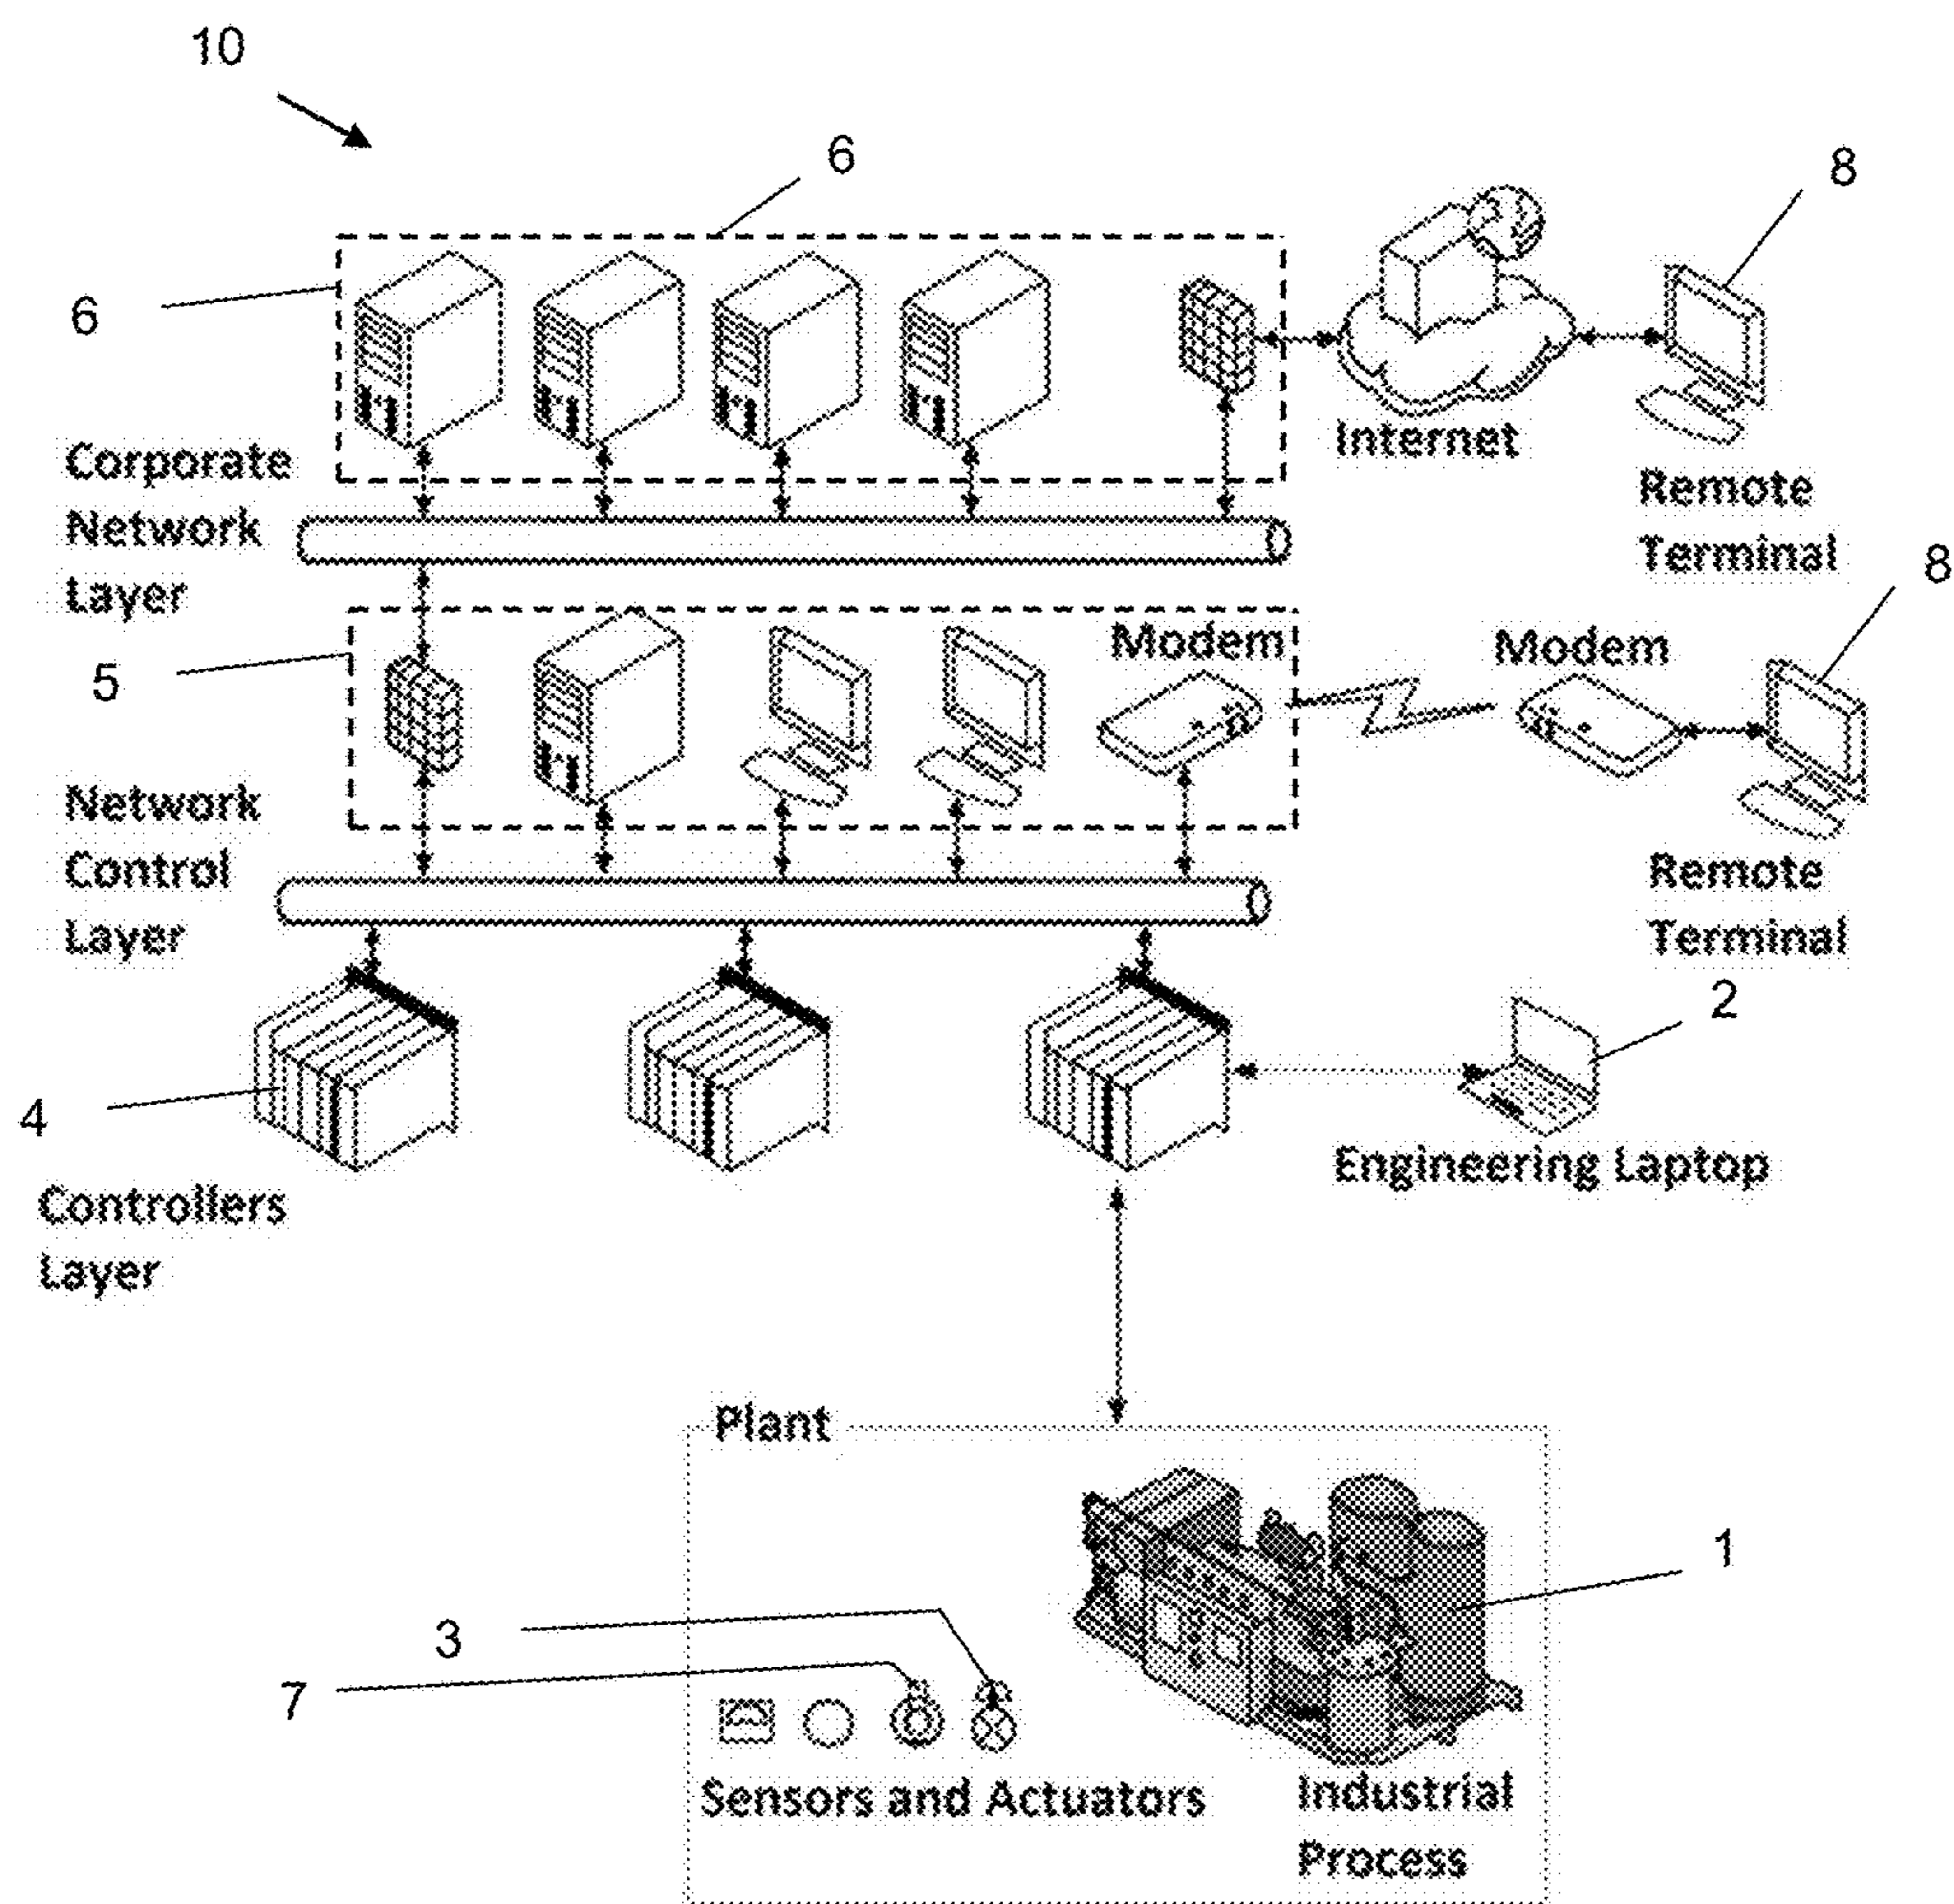 10
6
8
6
Internet
Corporate
Network
Layer
Remote
Terminal
8
Modem
Modem
5
Network
Control
Layer
Remote
Terminal
2
4
Engineering Laptop
Controllers
Layer
Plant
1
3
7
Sensors and Actuators
Industrial
Process